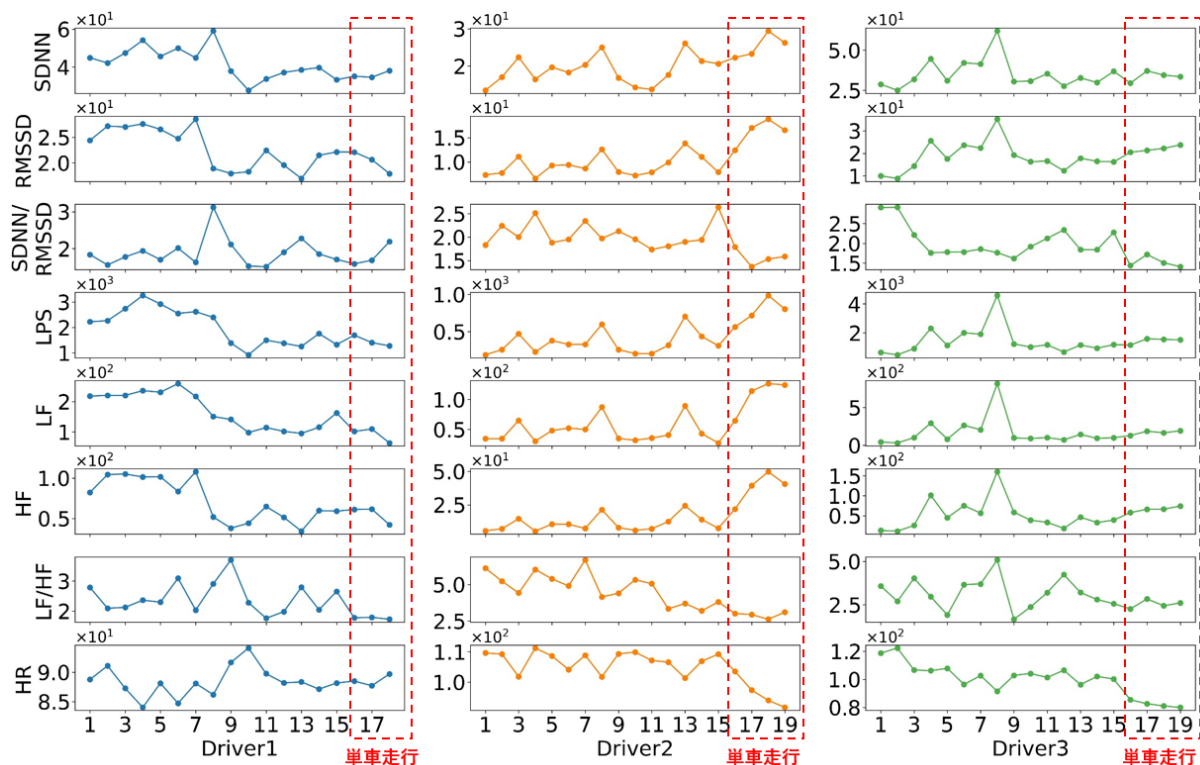 ×10¹ ×10¹
SDNN 6 4 3 2 5.0 2.5
×10¹ ×10¹
RMSSD 2.5 2.0 1.5 1.0 3 2 1
SDNN/
RMSSD 3 2 2.5 2.0 1.5 2.5 2.0 1.5
×10³ ×10³ ×10³
LPS 3 2 1 1.0 0.5 4 2
×10² ×10² ×10²
LF 2 1 1.0 0.5 5 0
×10² ×10¹ ×10²
HF 1.0 0.5 5.0 2.5 1.5 1.0 0.5
LF/HF 3 2 5.0 2.5 5.0 2.5
×10¹ ×10² ×10²
HR 9.0 8.5 1.1 1.0 1.2 1.0 0.8
1 3 5 7 9 11 13 15 17 1 3 5 7 9 11 13 15 17 19 1 3 5 7 9 11 13 15 17 19
Driver1 Driver2 Driver3
単車走行 単車走行 単車走行